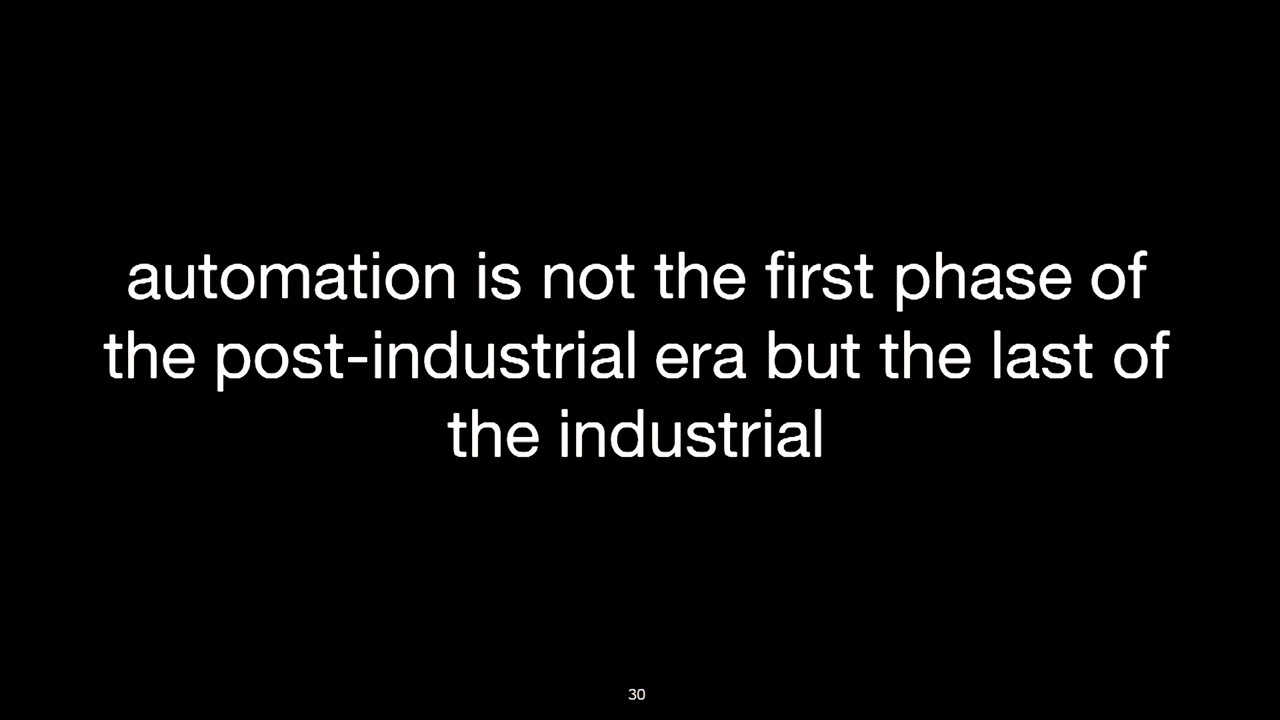 automation is not the first phase of
the post-industrial era but the last of
the industrial
30